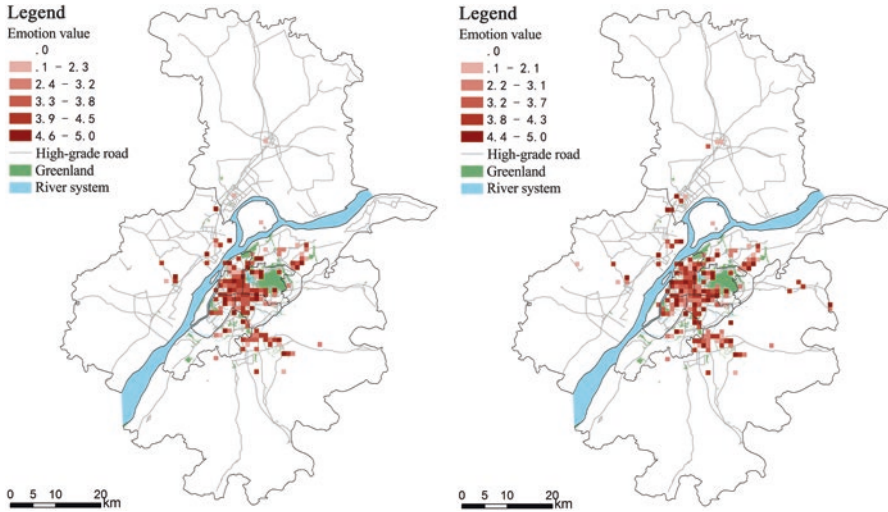 Legend
Emotion value
.0
.1 - 2.3
2.4 - 3.2
3.3 - 3.8
3.9 - 4.5
4.6 - 5.0
High-grade road
Greenland
River system
0 5 10 20
km
Legend
Emotion value
.0
.1 - 2.1
2.2 - 3.1
3.2 - 3.7
3.8 - 4.3
4.4 - 5.0
High-grade road
Greenland
River system
0 5 10 20
km